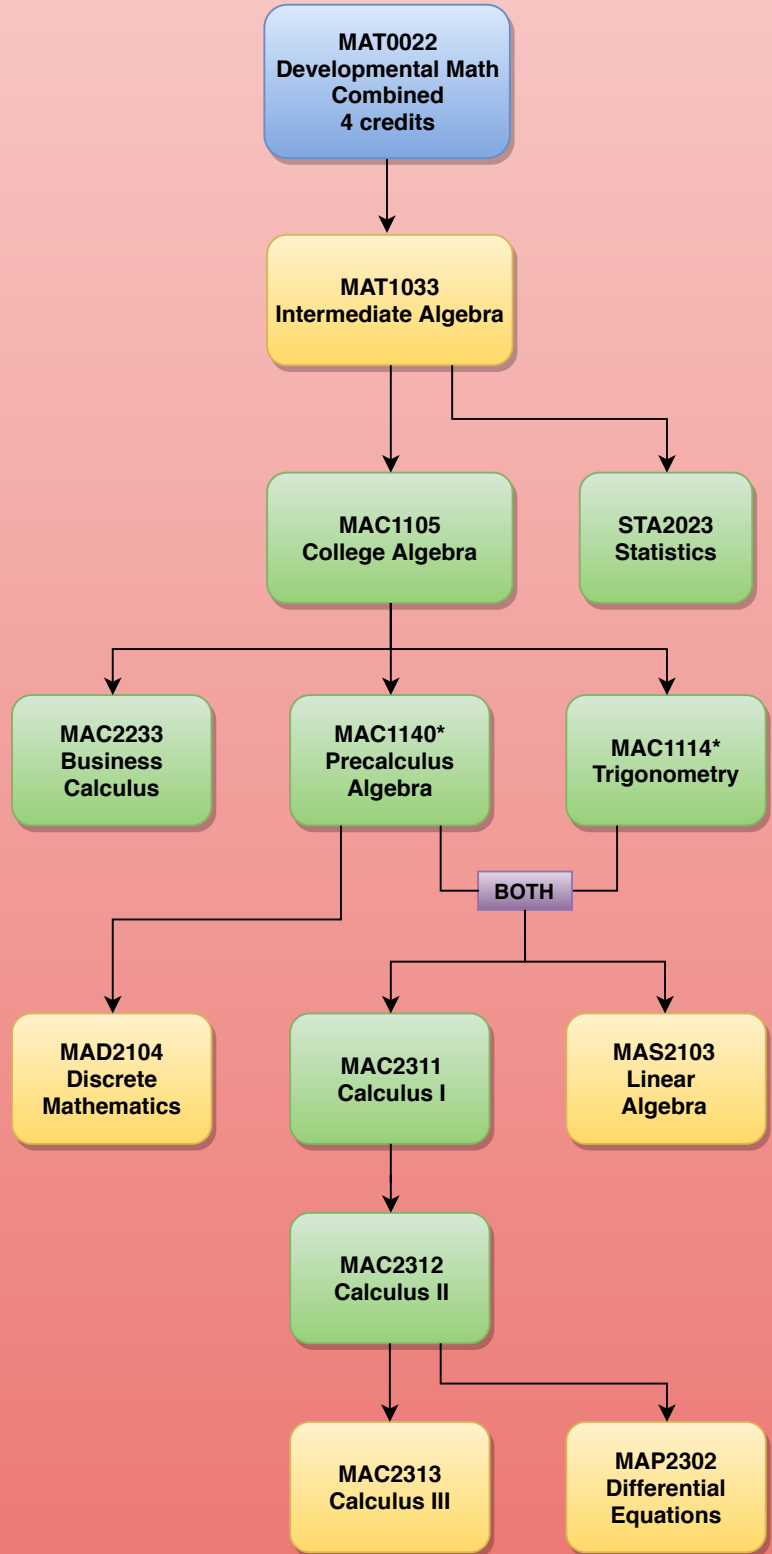 MAT0022
Developmental Math
Combined
4 credits
MAT1033
Intermediate Algebra
MAC1105
College Algebra
STA2023
Statistics
MAC2233
Business
Calculus
MAC1140*
Precalculus
Algebra
MAC1114*
Trigonometry
BOTH
MAD2104
Discrete
Mathematics
MAC2311
Calculus I
MAS2103
Linear
Algebra
MAC2312
Calculus II
MAC2313
Calculus III
MAP2302
Differential
Equations